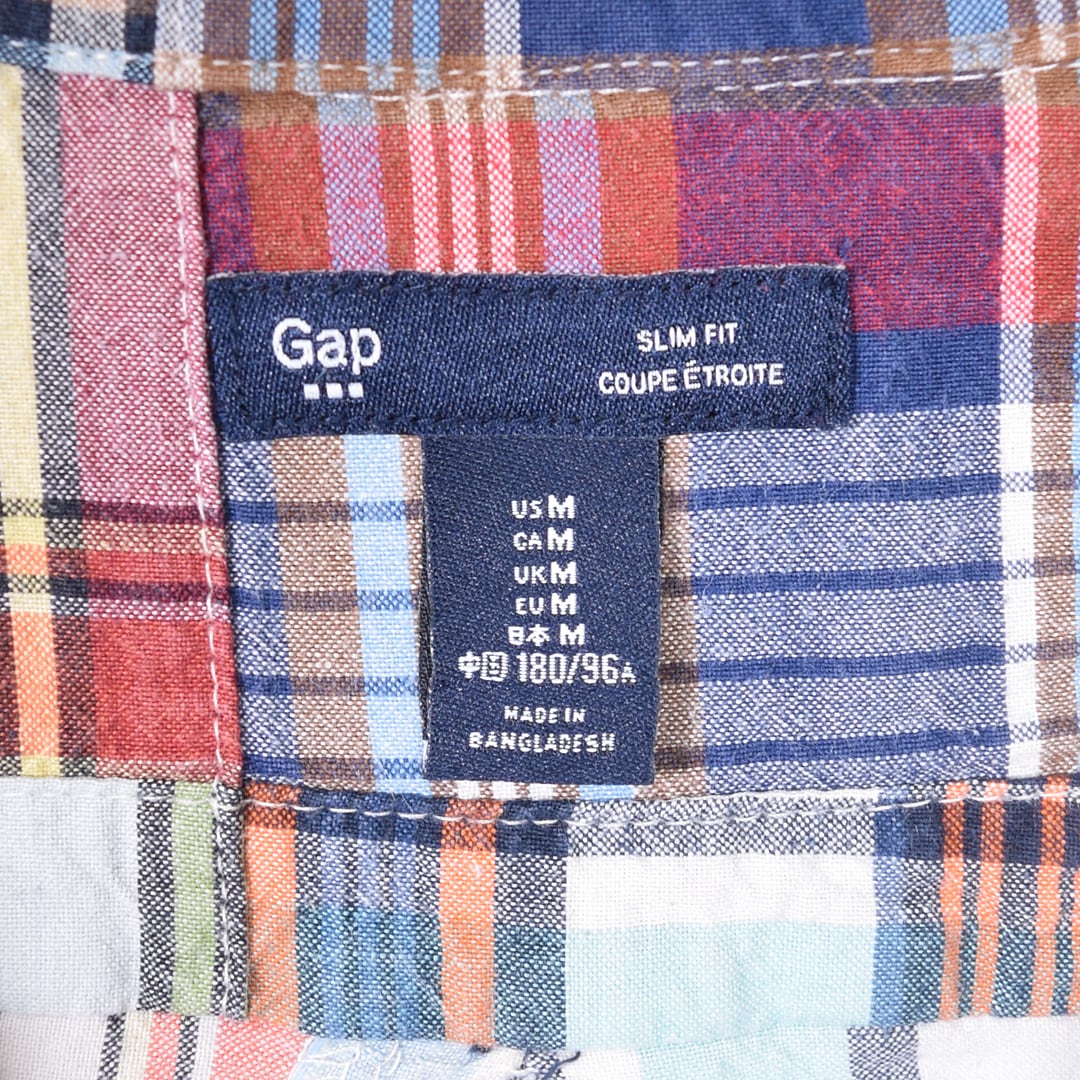 Gap
SLIM FIT
COUPE ÉTROITE
US M
CA M
UK M
EU M
日本 M
中国 180/96A
MADE IN
BANGLADESH